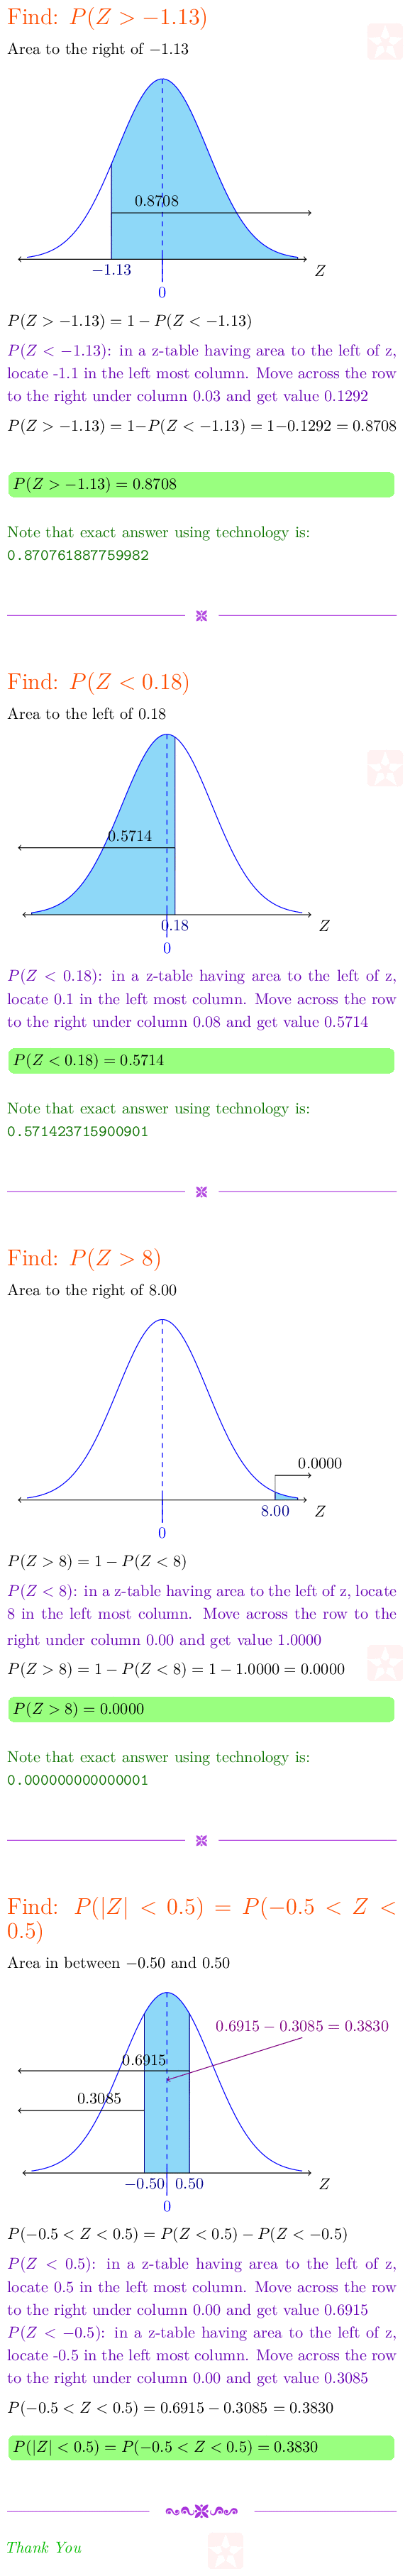 Find: P(Z > −1.13)
Area to the right of −1.13
0.8708
−1.13
Z
0
P(Z > −1.13) = 1 − P(Z < −1.13)
P(Z < −1.13): in a z-table having area to the left of z,
locate -1.1 in the left most column. Move across the row
to the right under column 0.03 and get value 0.1292
P(Z > −1.13) = 1−P(Z < −1.13) = 1−0.1292 = 0.8708
P(Z > −1.13) = 0.8708
Note that exact answer using technology is:
0.870761887759982
Find: P(Z < 0.18)
Area to the left of 0.18
0.5714
0.18
Z
0
P(Z < 0.18): in a z-table having area to the left of z,
locate 0.1 in the left most column. Move across the row
to the right under column 0.08 and get value 0.5714
P(Z < 0.18) = 0.5714
Note that exact answer using technology is:
0.571423715900901
Find: P(Z > 8)
Area to the right of 8.00
0.0000
8.00
Z
0
P(Z > 8) = 1 − P(Z < 8)
P(Z < 8): in a z-table having area to the left of z, locate
8 in the left most column. Move across the row to the
right under column 0.00 and get value 1.0000
P(Z > 8) = 1 − P(Z < 8) = 1 − 1.0000 = 0.0000
P(Z > 8) = 0.0000
Note that exact answer using technology is:
0.000000000000001
Find: P(|Z| < 0.5) = P(−0.5 < Z <
0.5)
Area in between −0.50 and 0.50
0.6915 − 0.3085 = 0.3830
0.6915
0.3085
−0.50 0.50
Z
0
P(−0.5 < Z < 0.5) = P(Z < 0.5) − P(Z < −0.5)
P(Z < 0.5): in a z-table having area to the left of z,
locate 0.5 in the left most column. Move across the row
to the right under column 0.00 and get value 0.6915
P(Z < −0.5): in a z-table having area to the left of z,
locate -0.5 in the left most column. Move across the row
to the right under column 0.00 and get value 0.3085
P(−0.5 < Z < 0.5) = 0.6915 − 0.3085 = 0.3830
P(|Z| < 0.5) = P(−0.5 < Z < 0.5) = 0.3830
Thank You